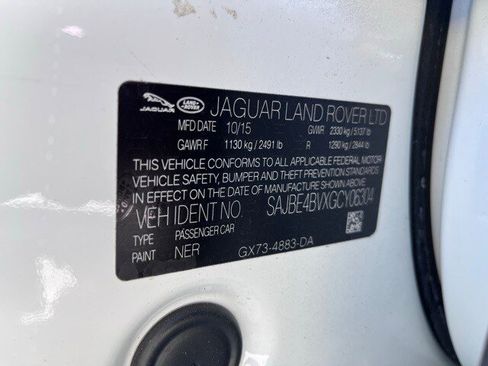 JAGUAR LAND-ROVER JAGUAR LAND ROVER LTD
MFD DATE 10/15 GVWR 2330 kg / 5137 lb
GAWR F 1130 kg / 2491 lb R 1290 kg / 2844 lb
THIS VEHICLE CONFORMS TO ALL APPLICABLE FEDERAL MOTOR
VEHICLE SAFETY, BUMPER AND THEFT PREVENTION STANDARDS
IN EFFECT ON THE DATE OF MANUFACTURE SHOWN ABOVE.
VEH IDENT NO. SAJBE4BVXGCY06304
TYPE PASSENGER CAR
PAINT NER GX73-4883-DA